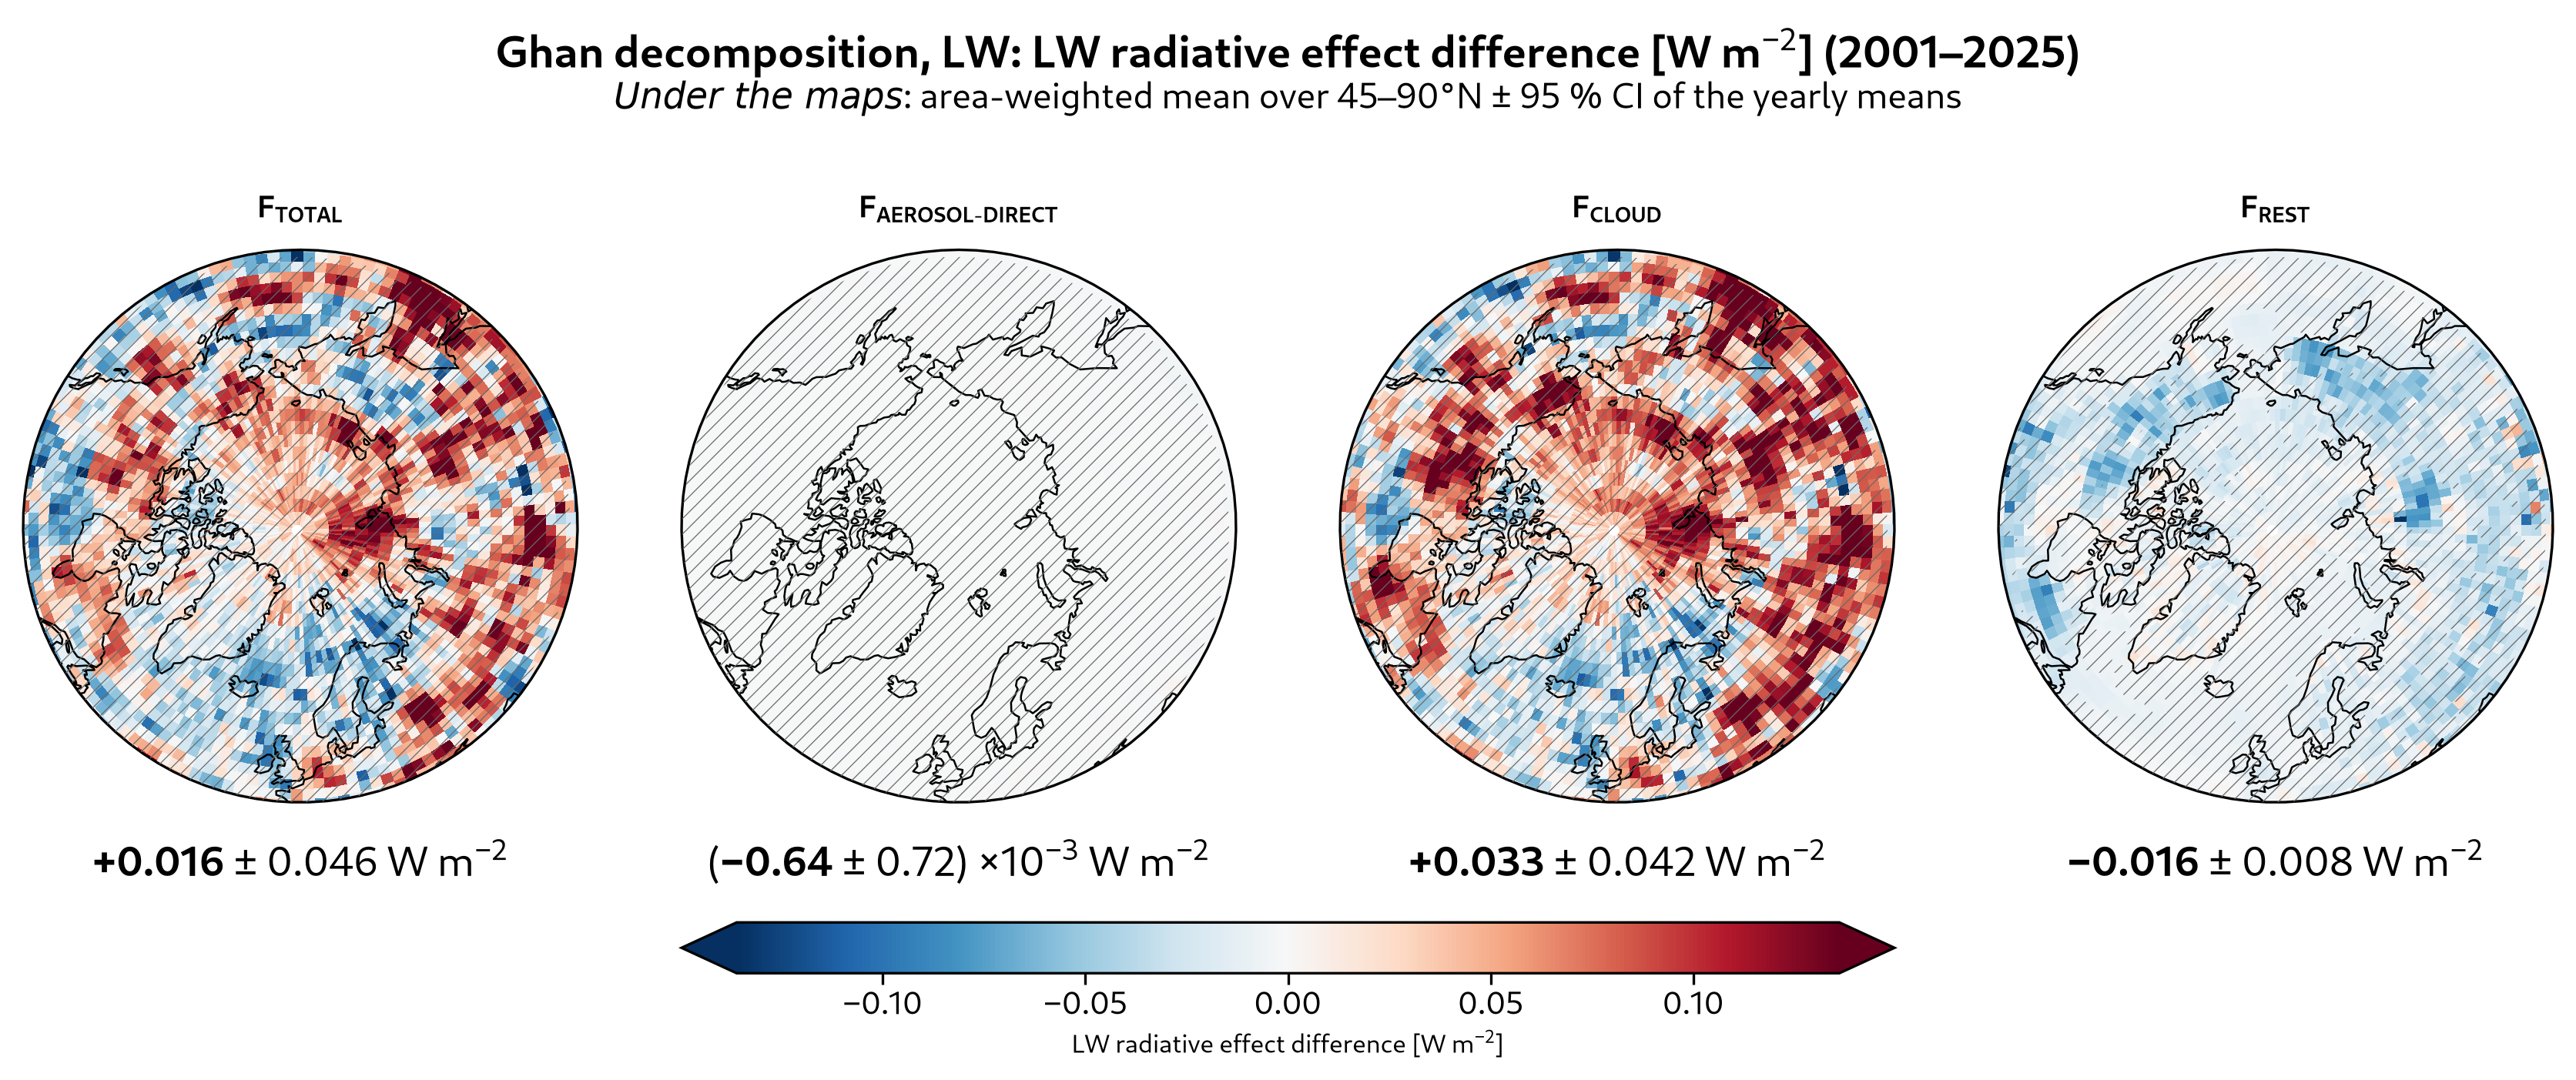 Ghan decomposition, LW: LW radiative effect difference [W m⁻²] (2001–2025)
Under the maps: area-weighted mean over 45–90°N ± 95 % CI of the yearly means
F_TOTAL
F_AEROSOL-DIRECT
F_CLOUD
F_REST
+0.016 ± 0.046 W m⁻²
(−0.64 ± 0.72) ×10⁻³ W m⁻²
+0.033 ± 0.042 W m⁻²
−0.016 ± 0.008 W m⁻²
−0.10
−0.05
0.00
0.05
0.10
LW radiative effect difference [W m⁻²]